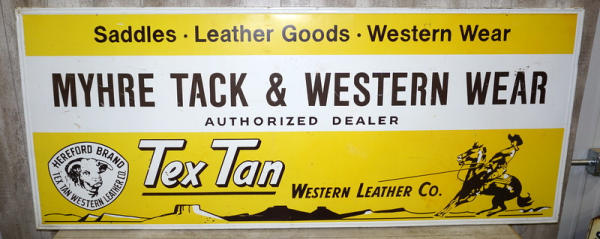 Saddles · Leather Goods · Western Wear
MYHRE TACK & WESTERN WEAR
AUTHORIZED DEALER
HEREFORD BRAND
TEX TAN WESTERN LEATHER CO.
Tex Tan
WESTERN LEATHER CO.